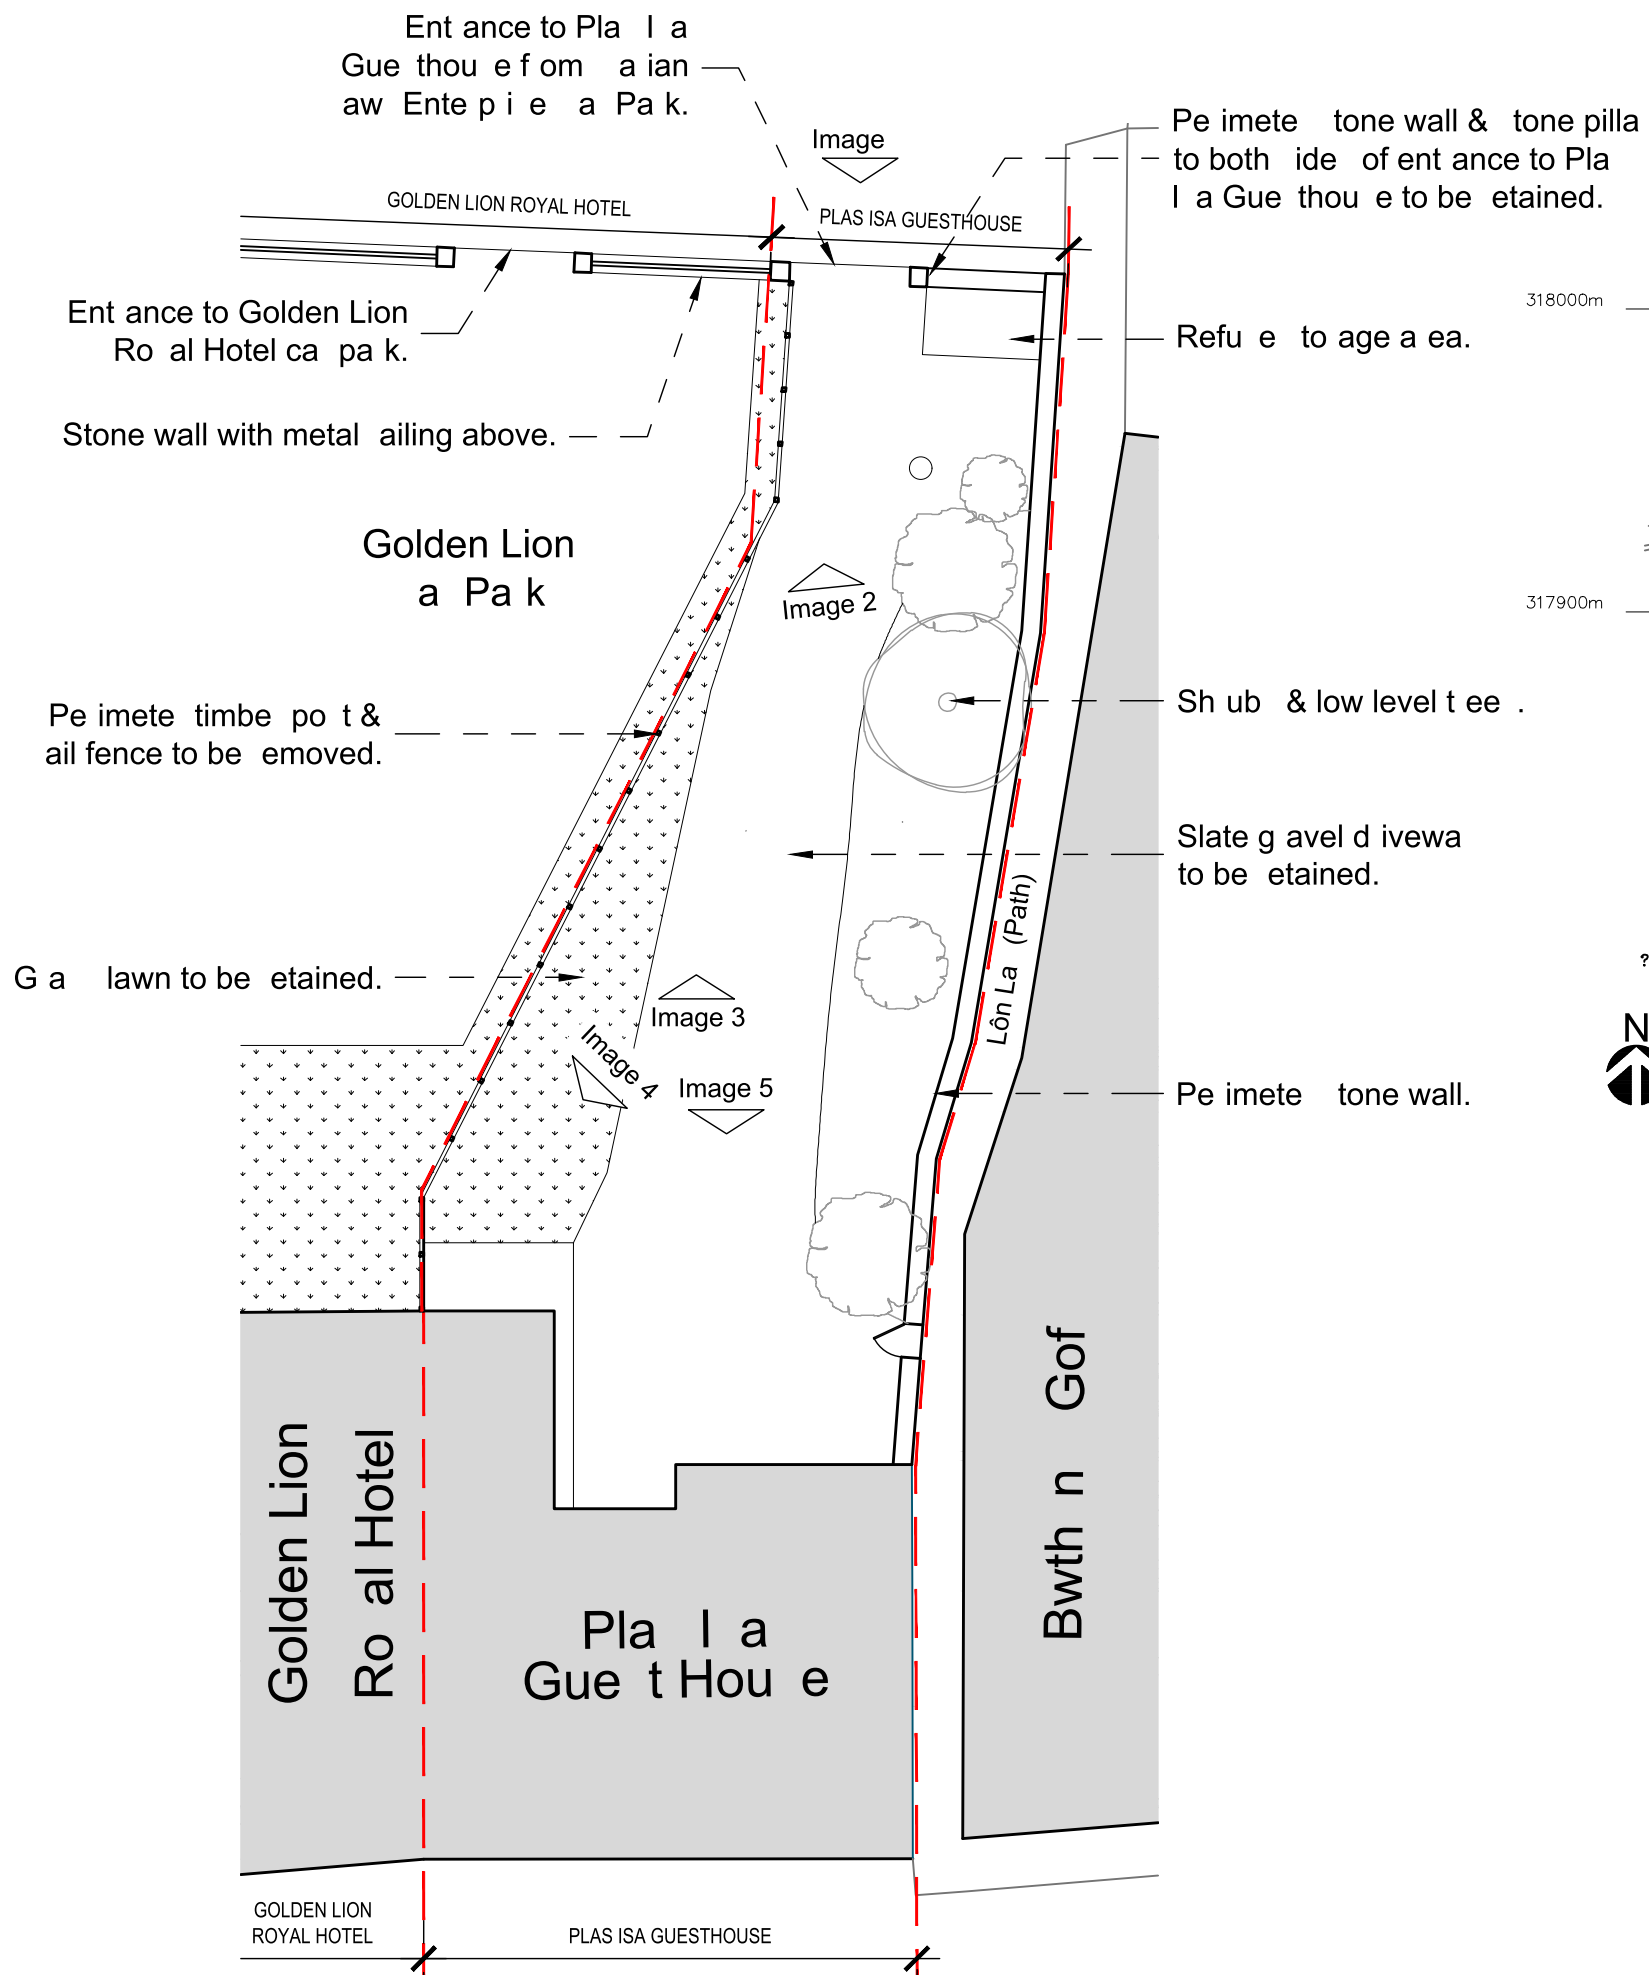 Ent ance to Pla I a
Gue thou e f om a ian
aw Ente p i e a Pa k.
Image
Pe imete tone wall & tone pilla
to both ide of ent ance to Pla
I a Gue thou e to be etained.
GOLDEN LION ROYAL HOTEL
PLAS ISA GUESTHOUSE
Ent ance to Golden Lion
Ro al Hotel ca pa k.
318000m
Refu e to age a ea.
Stone wall with metal ailing above.
Golden Lion
a Pa k
Image 2
317900m
Pe imete timbe po t &
ail fence to be emoved.
Sh ub & low level t ee .
Slate g avel d ivewa
to be etained.
Lôn La (Path)
G a lawn to be etained.
?
Image 3
N
Image 4
Image 5
Pe imete tone wall.
Golden Lion
Ro al Hotel
Bwth n Gof
Pla I a
Gue t Hou e
GOLDEN LION
ROYAL HOTEL
PLAS ISA GUESTHOUSE